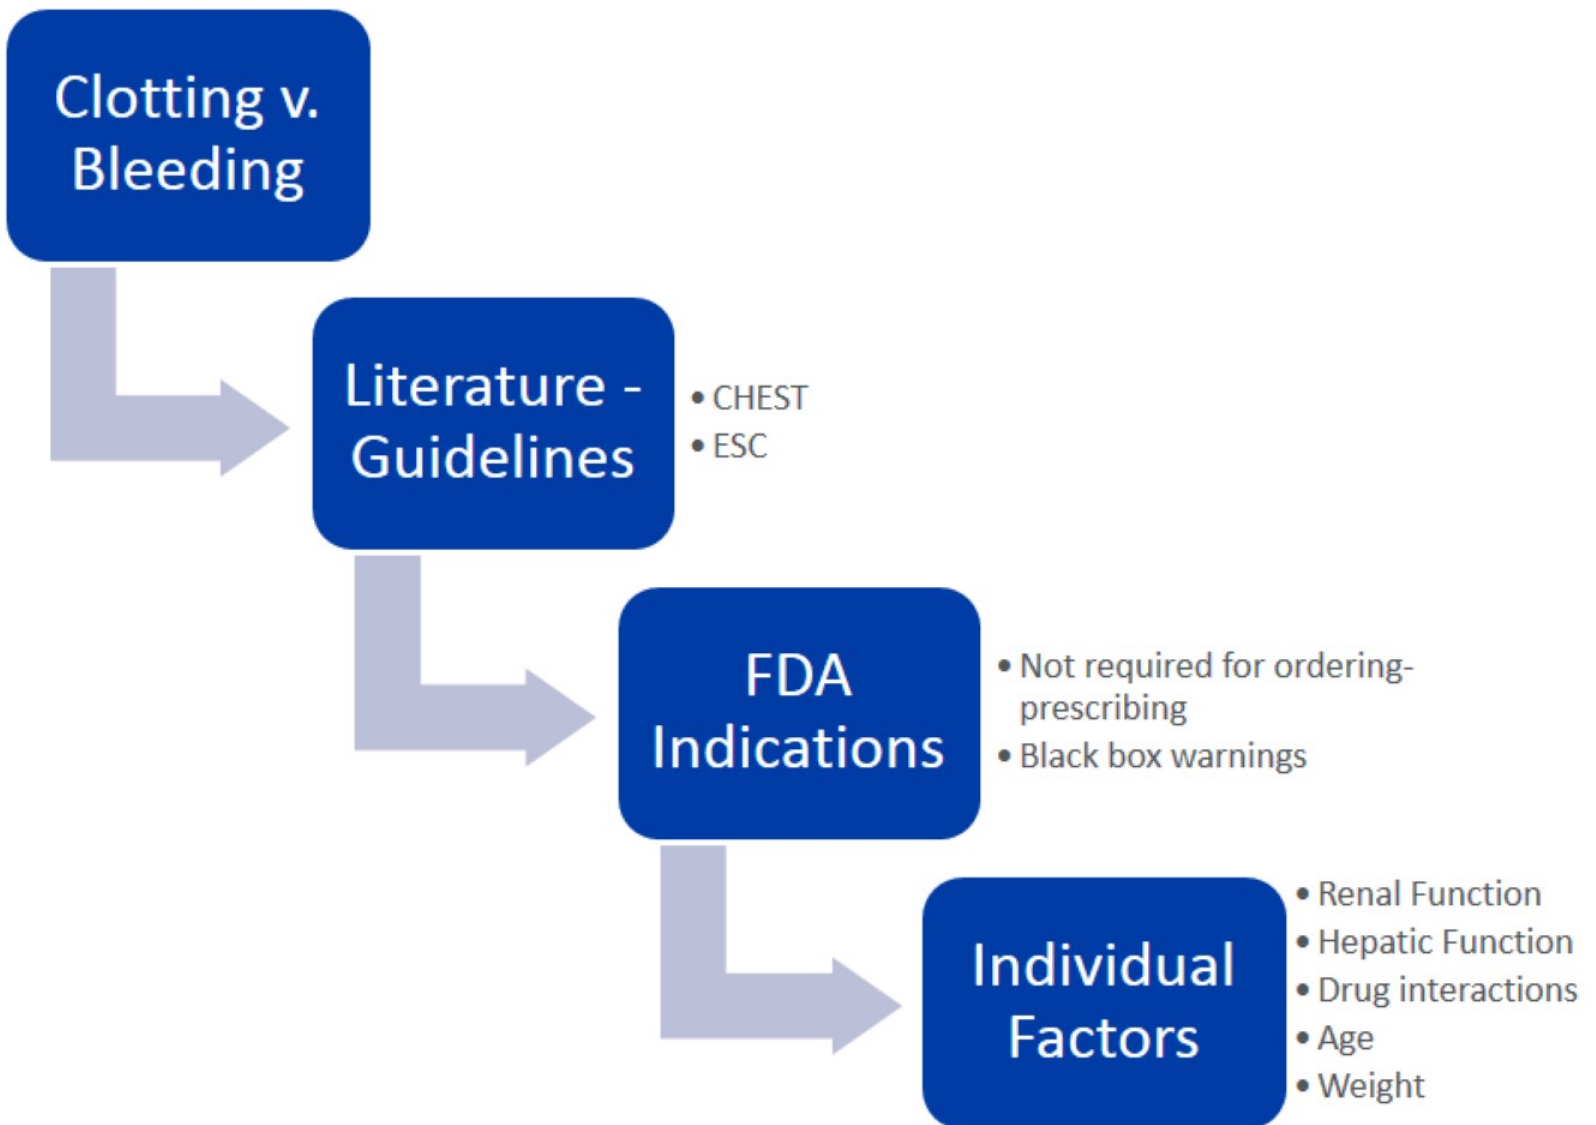 Clotting v.
Bleeding
Literature -
Guidelines
• CHEST
• ESC
FDA
Indications
• Not required for ordering-
prescribing
• Black box warnings
Individual
Factors
• Renal Function
• Hepatic Function
• Drug interactions
• Age
• Weight